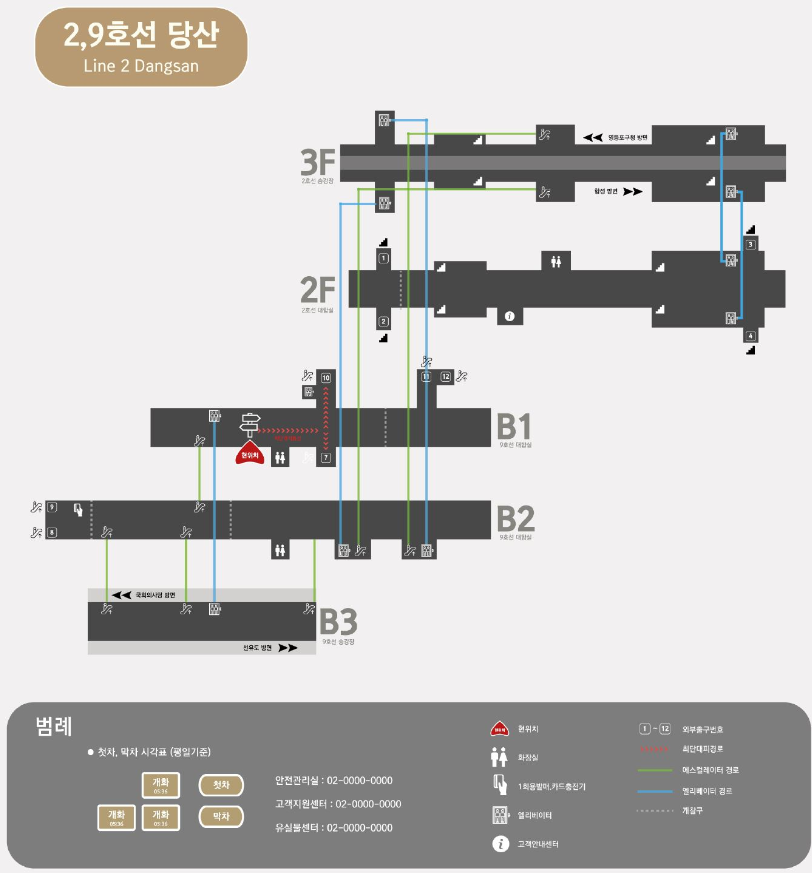 2,9호선 당산
Line 2 Dangsan
3F
2호선 승강장
영등포구청 방면
합정 방면
2F
2호선 대합실
1
2
3
4
i
10
11
12
7
현위치
B1
9호선 대합실
9
8
B2
9호선 대합실
국회의사당 방면
선유도 방면
B3
9호선 승강장
범례
● 첫차, 막차 시각표 (평일기준)
개화
05:36
첫차
개화
05:36
개화
05:36
막차
안전관리실 : 02-0000-0000
고객지원센터 : 02-0000-0000
유실물센터 : 02-0000-0000
현위치
화장실
1회용발매,카드충전기
엘리베이터
i 고객안내센터
1 - 12 외부출구번호
최단대피경로
에스컬레이터 경로
엘리베이터 경로
개찰구